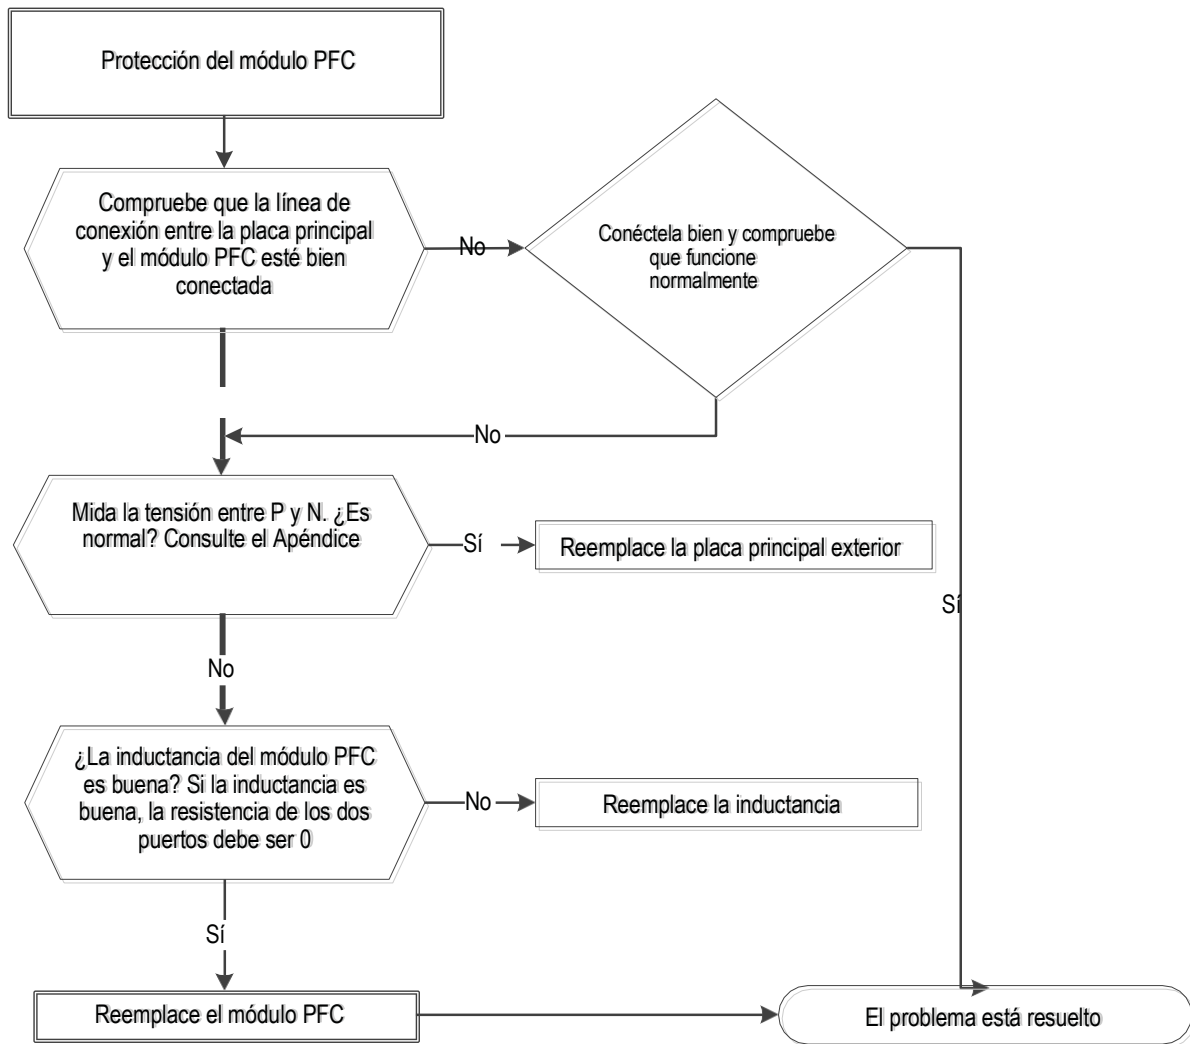 Protección del módulo PFC
Compruebe que la línea de
conexión entre la placa principal
y el módulo PFC esté bien
conectada
No
Conéctela bien y compruebe
que funcione
normalmente
No
Mida la tensión entre P y N. ¿Es
normal? Consulte el Apéndice
Sí
Reemplace la placa principal exterior
Sí
No
¿La inductancia del módulo PFC
es buena? Si la inductancia es
buena, la resistencia de los dos
puertos debe ser 0
No
Reemplace la inductancia
Sí
Reemplace el módulo PFC
El problema está resuelto